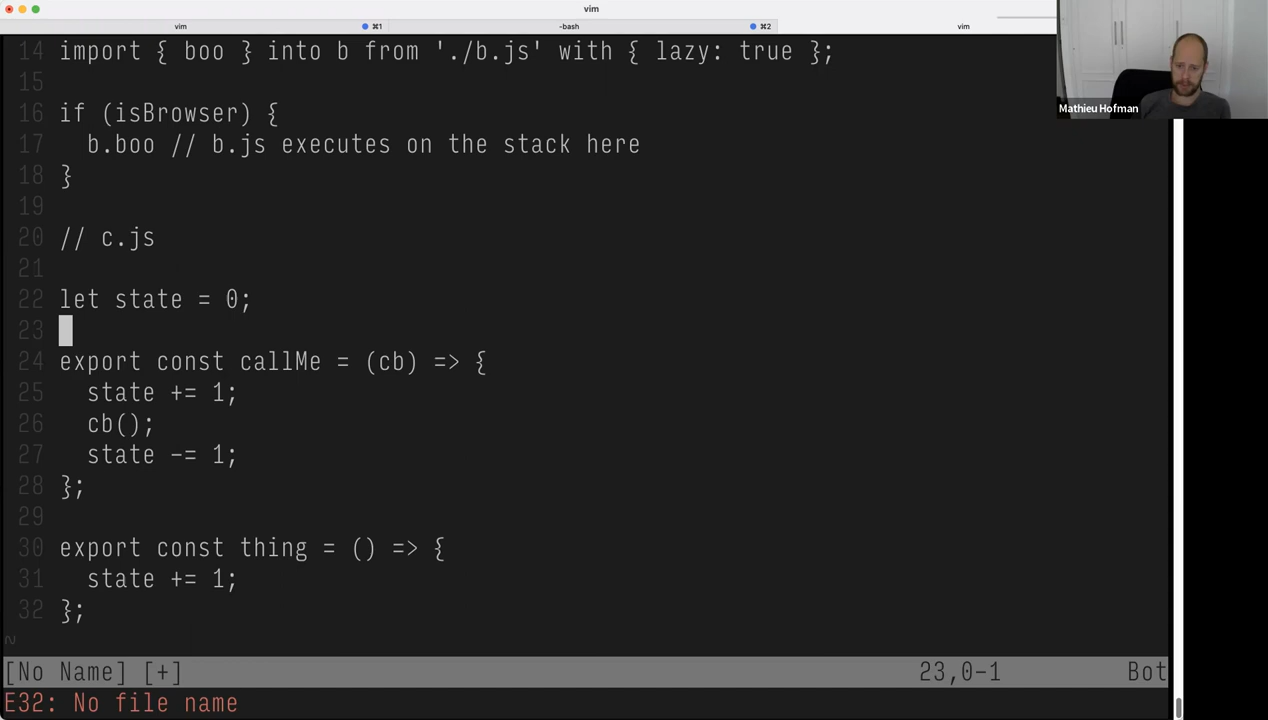 vim
vim ⌘1 -bash ⌘2 vim
14 import { boo } into b from './b.js' with { lazy: true };
15
16 if (isBrowser) {
17   b.boo // b.js executes on the stack here
18 }
19
20 // c.js
21
22 let state = 0;
23
24 export const callMe = (cb) => {
25   state += 1;
26   cb();
27   state -= 1;
28 };
29
30 export const thing = () => {
31   state += 1;
32 };
~
[No Name] [+] 23,0-1 Bot
E32: No file name
Mathieu Hofman